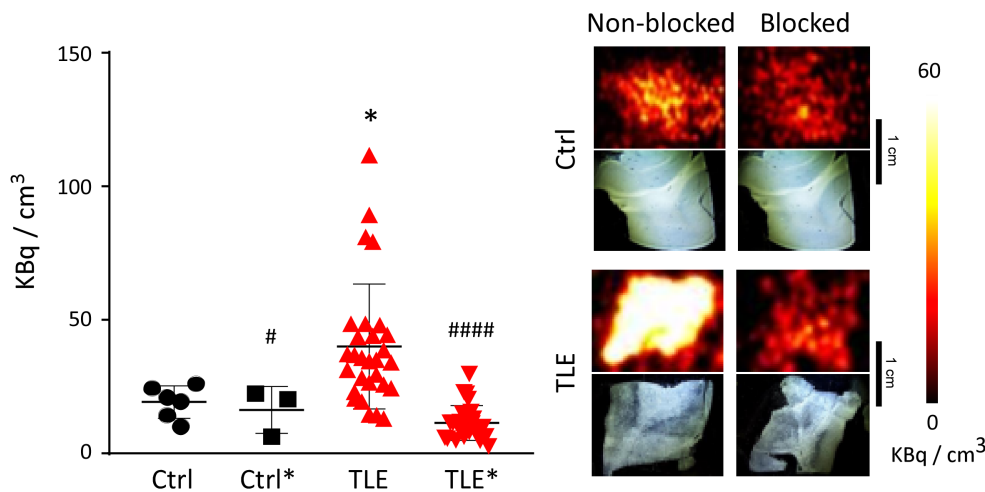 150
100
50
0
KBq / cm3
*
#
####
Ctrl
Ctrl*
TLE
TLE*
Non-blocked
Blocked
Ctrl
TLE
1 cm
1 cm
60
0
KBq / cm3